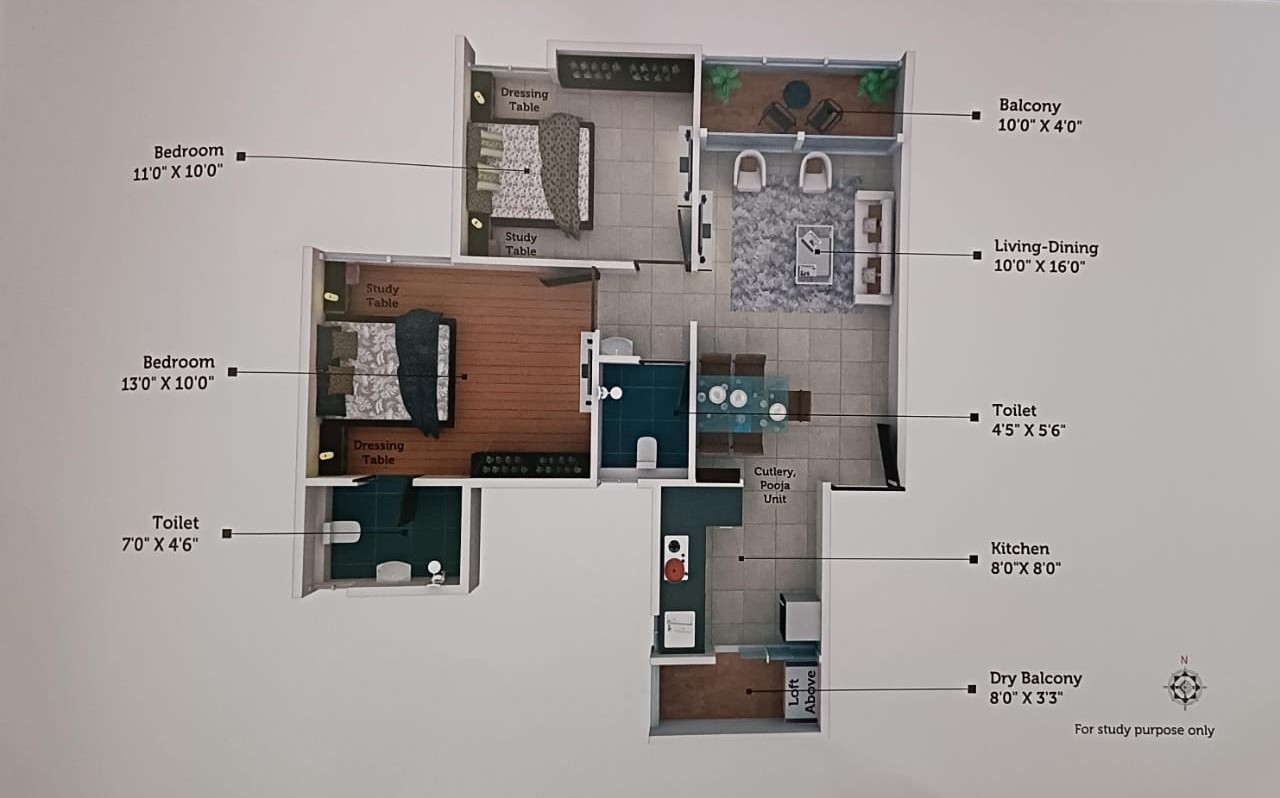 Dressing
Table
Bedroom
11'0" X 10'0"
Study
Table
Balcony
10'0" X 4'0"
Living-Dining
10'0" X 16'0"
Study
Table
Bedroom
13'0" X 10'0"
Dressing
Table
Toilet
4'5" X 5'6"
Cutlery,
Pooja
Unit
Toilet
7'0" X 4'6"
Kitchen
8'0"X 8'0"
Loft
Above
Dry Balcony
8'0" X 3'3"
N
For study purpose only